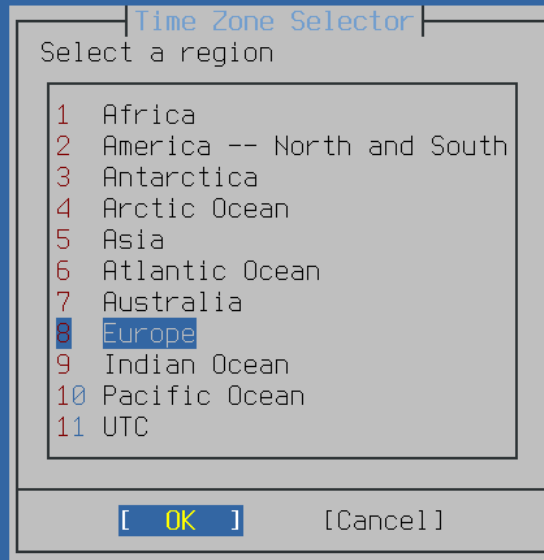 Time Zone Selector
Select a region
1 Africa
2 America -- North and South
3 Antarctica
4 Arctic Ocean
5 Asia
6 Atlantic Ocean
7 Australia
8 Europe
9 Indian Ocean
10 Pacific Ocean
11 UTC
[ OK ] [Cancel]